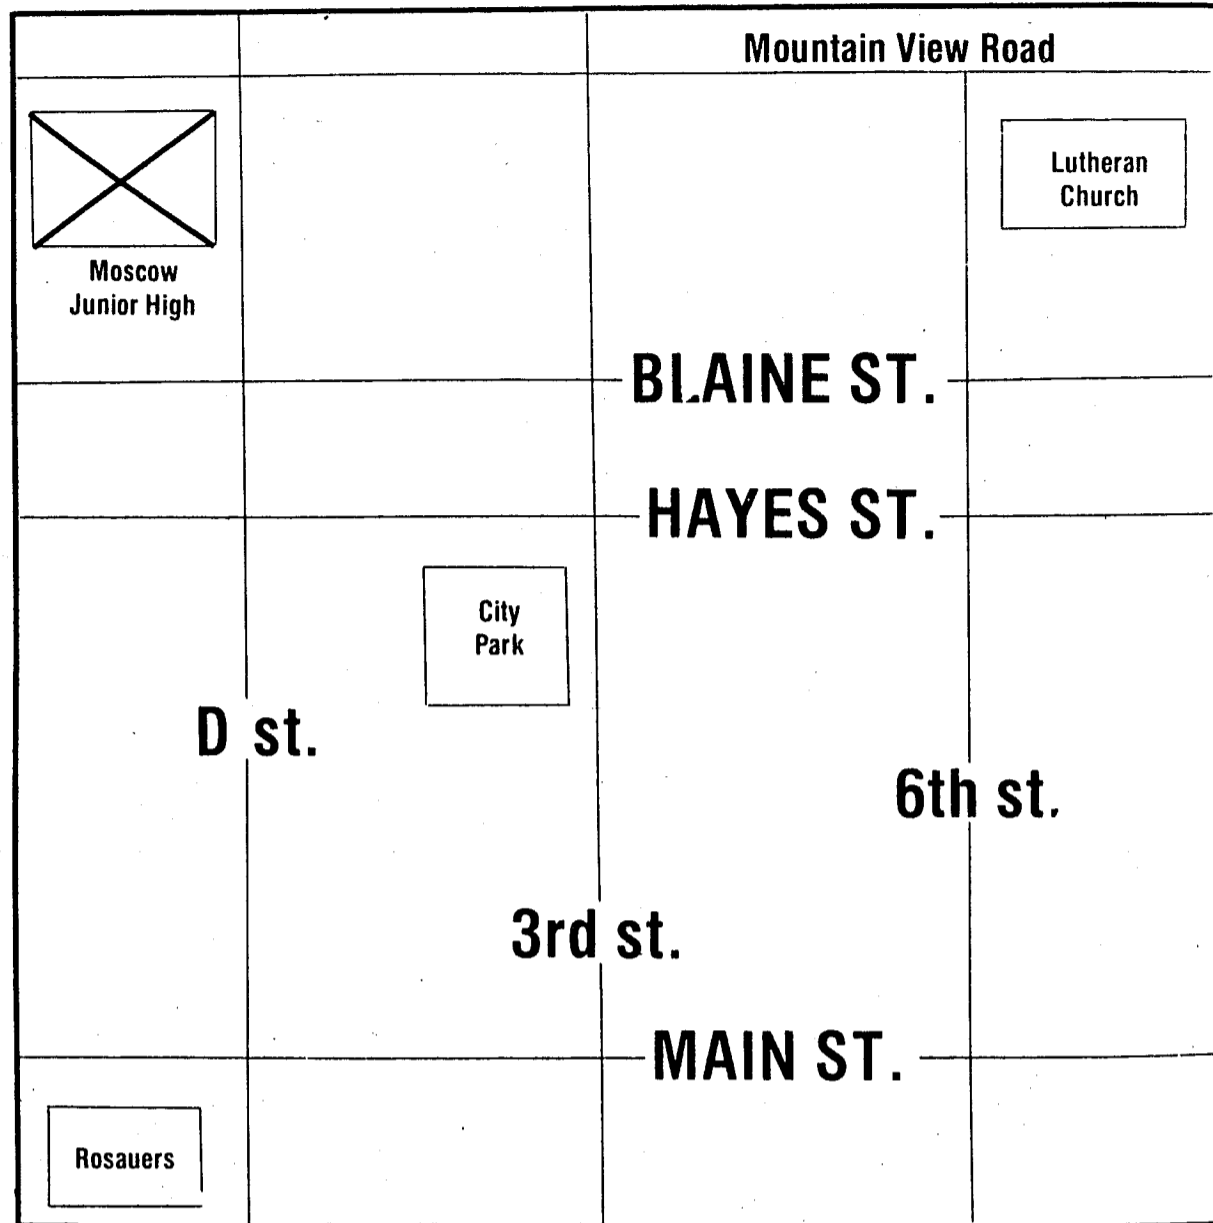 Mountain View Road
Lutheran
Church
Moscow
Junior High
BLAINE ST.
HAYES ST.
City
Park
D st.
6th st.
3rd st.
MAIN ST.
Rosauers